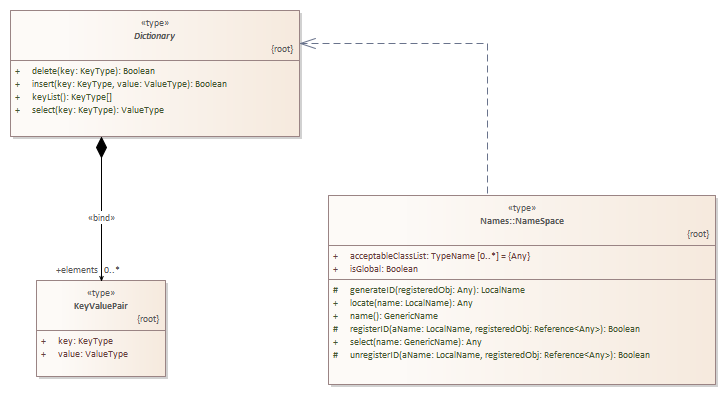 «type»
Dictionary
{root}
+ delete(key: KeyType): Boolean
+ insert(key: KeyType, value: ValueType): Boolean
+ keyList(): KeyType[]
+ select(key: KeyType): ValueType
«bind»
+elements 0..*
«type»
KeyValuePair
{root}
+ key: KeyType
+ value: ValueType
«type»
Names::NameSpace
{root}
+ acceptableClassList: TypeName [0..*] = {Any}
+ isGlobal: Boolean
# generateID(registeredObj: Any): LocalName
+ locate(name: LocalName): Any
+ name(): GenericName
# registerID(aName: LocalName, registeredObj: Reference<Any>): Boolean
+ select(name: GenericName): Any
# unregisterID(aName: LocalName, registeredObj: Reference<Any>): Boolean